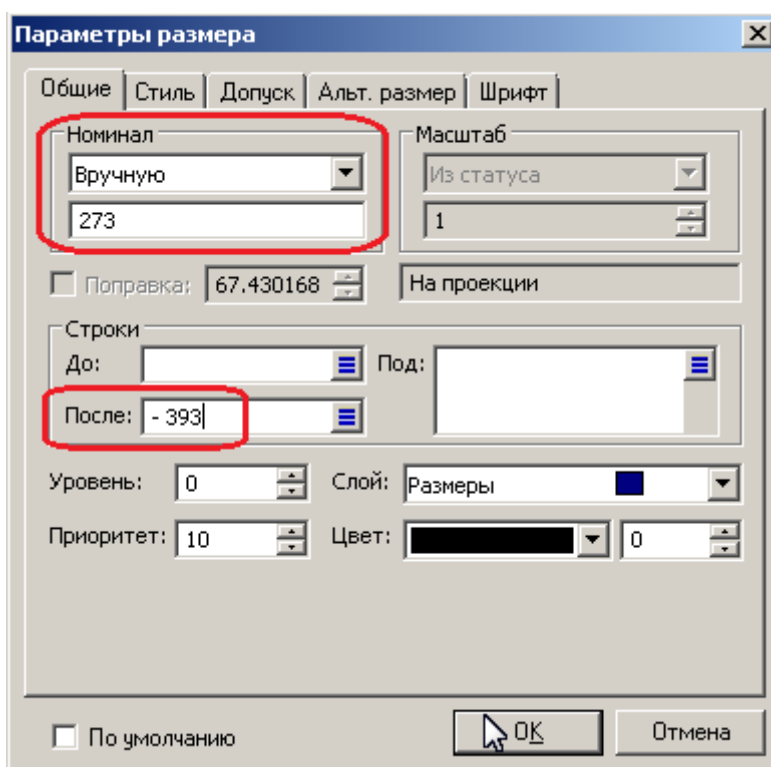 Параметры размера
Общие Стиль Допуск Альт. размер Шрифт
Номинал Масштаб
Вручную Из статуса
273 1
Поправка: 67.430168 На проекции
Строки
До: Под:
После: - 393
Уровень: 0 Слой: Размеры
Приоритет: 10 Цвет: 0
По умолчанию OK Отмена